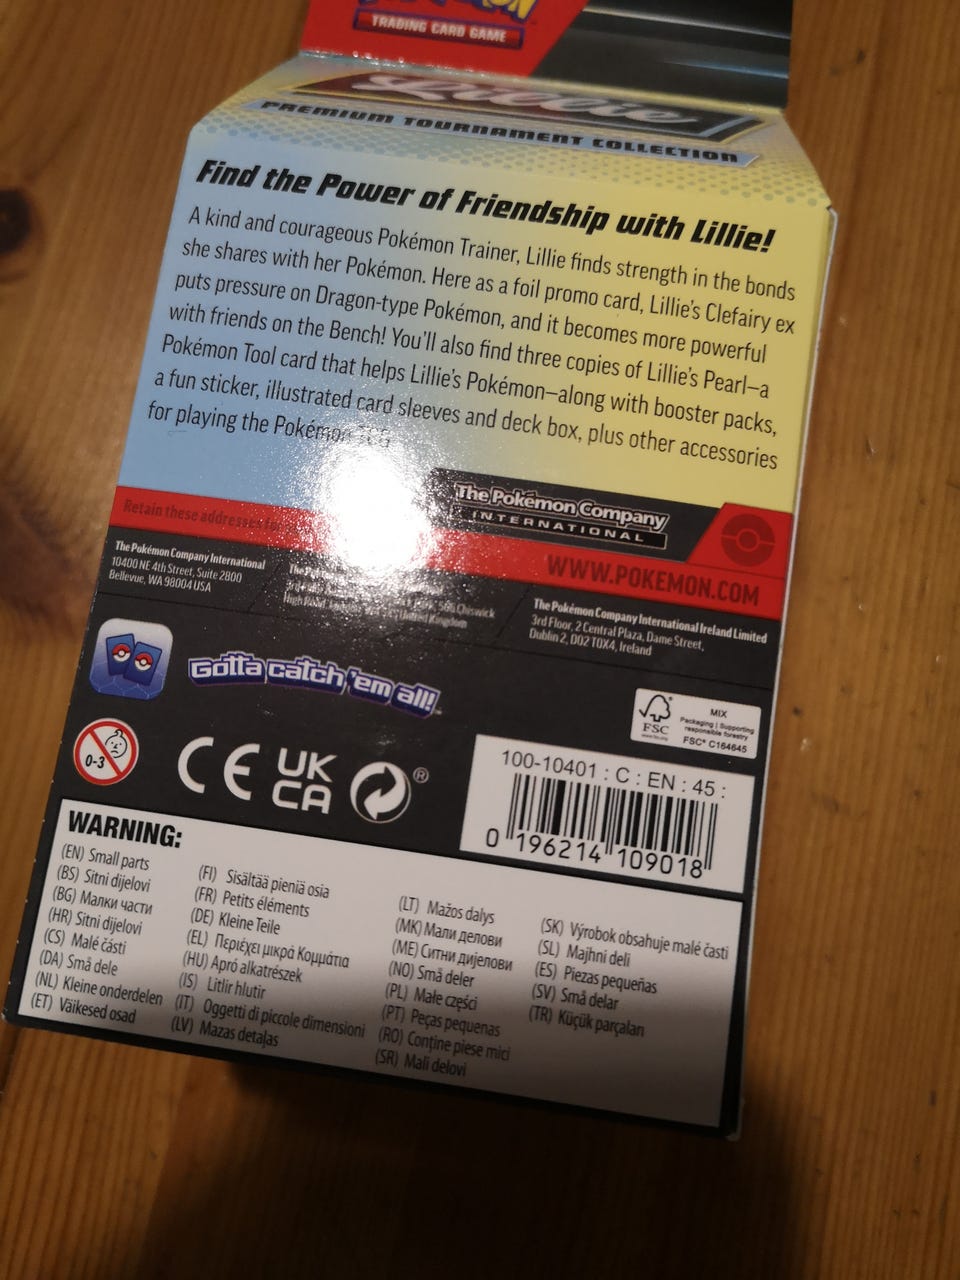 TRADING CARD GAME
Lillie
PREMIUM TOURNAMENT COLLECTION
Find the Power of Friendship with Lillie!
A kind and courageous Pokémon Trainer, Lillie finds strength in the bonds
she shares with her Pokémon. Here as a foil promo card, Lillie's Clefairy ex
puts pressure on Dragon-type Pokémon, and it becomes more powerful
with friends on the Bench! You'll also find three copies of Lillie's Pearl—a
Pokémon Tool card that helps Lillie's Pokémon—along with booster packs,
a fun sticker, illustrated card sleeves and deck box, plus other accessories
for playing the Pokémon TCG
The Pokémon Company
INTERNATIONAL
Retain these addresses for
WWW.POKEMON.COM
The Pokémon Company International
10400 NE 4th Street, Suite 2800
Bellevue, WA 98004 USA
Chiswick
High Road, United Kingdom
The Pokémon Company International Ireland Limited
3rd Floor, 2 Central Plaza, Dame Street,
Dublin 2, D02 T0X4, Ireland
Gotta catch 'em all!
FSC
MIX
Packaging | Supporting
responsible forestry
FSC® C164645
0-3
CE
UK
CA
®
100-10401 : C : EN : 45 :
0 196214 109018
WARNING:
(EN) Small parts
(BS) Sitni dijelovi
(BG) Малки части
(HR) Sitni dijelovi
(CS) Malé části
(DA) Små dele
(NL) Kleine onderdelen
(ET) Väikesed osad
(FI) Sisältää pieniä osia
(FR) Petits éléments
(DE) Kleine Teile
(EL) Περιέχει μικρά Κομμάτια
(HU) Apró alkatrészek
(IS) Litlir hlutir
(IT) Oggetti di piccole dimensioni
(LV) Mazas detaļas
(LT) Mažos dalys
(MK) Мали делови
(ME) Ситни дијелови
(NO) Små deler
(PL) Małe części
(PT) Peças pequenas
(RO) Conține piese mici
(SR) Mali delovi
(SK) Výrobok obsahuje malé časti
(SL) Majhni deli
(ES) Piezas pequeñas
(SV) Små delar
(TR) Küçük parçaları